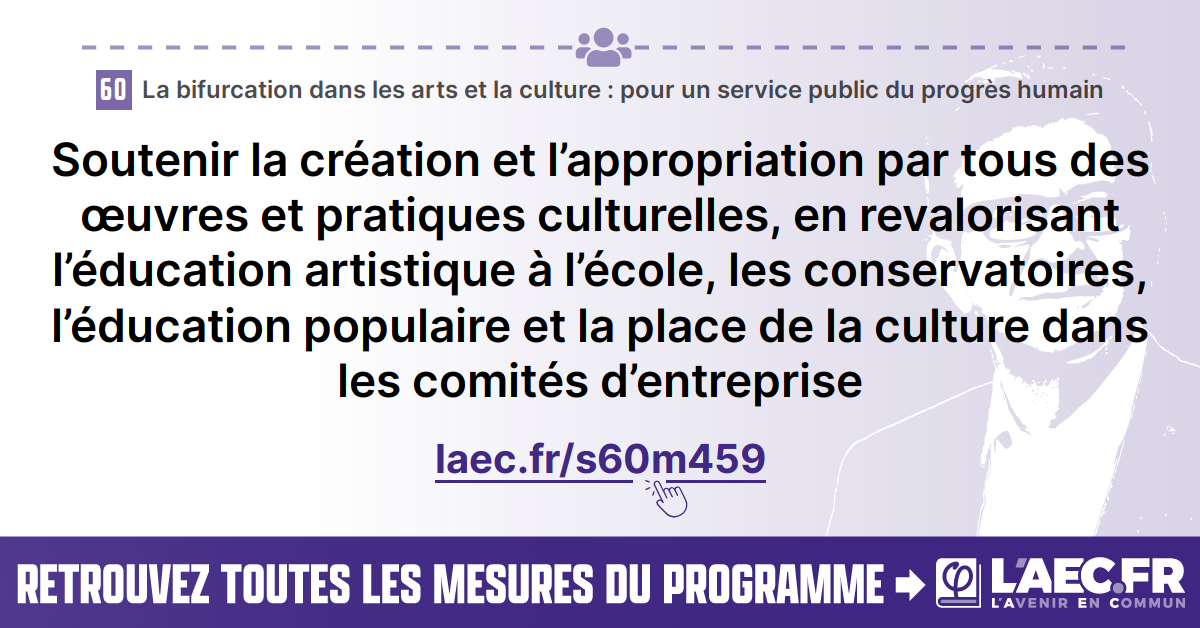 60 La bifurcation dans les arts et la culture : pour un service public du progrès humain
Soutenir la création et l’appropriation par tous des
œuvres et pratiques culturelles, en revalorisant
l’éducation artistique à l’école, les conservatoires,
l’éducation populaire et la place de la culture dans
les comités d’entreprise
laec.fr/s60m459
RETROUVEZ TOUTES LES MESURES DU PROGRAMME
L'AEC.FR
L'AVENIR EN COMMUN